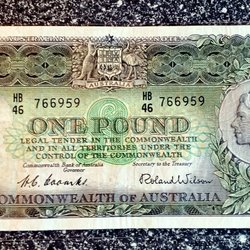 AUSTRALIA
HB
46 766959
HB
46 766959
ONE POUND
LEGAL TENDER IN THE COMMONWEALTH
AND IN ALL TERRITORIES UNDER THE
CONTROL OF THE COMMONWEALTH
Commonwealth Bank of Australia
Governor
Secretary to the Treasury
H.C. Coombs
Roland Wilson
COMMONWEALTH OF AUSTRALIA